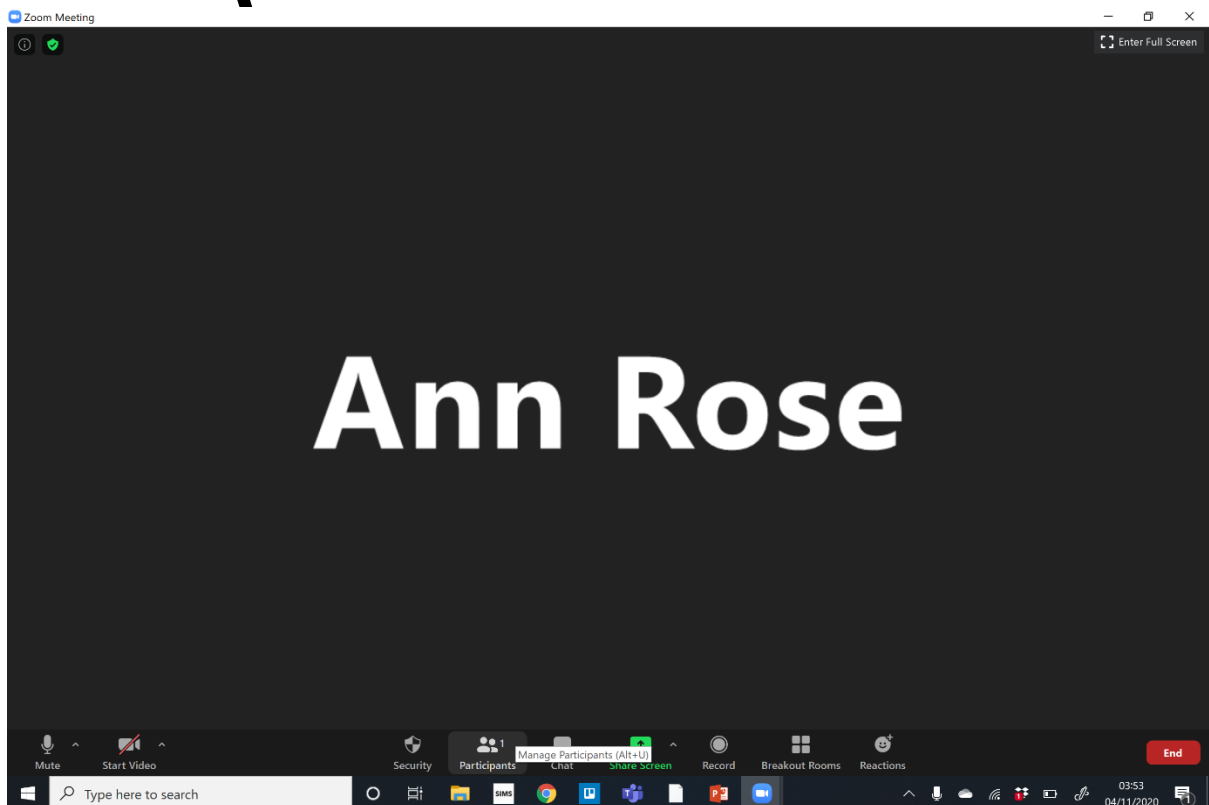 Zoom Meeting
Enter Full Screen
Ann Rose
1
Manage Participants (Alt+U)
Mute
Start Video
Security
Participants
Chat
Share Screen
Record
Breakout Rooms
Reactions
End
Type here to search
SIMS
03:53
04/11/2020